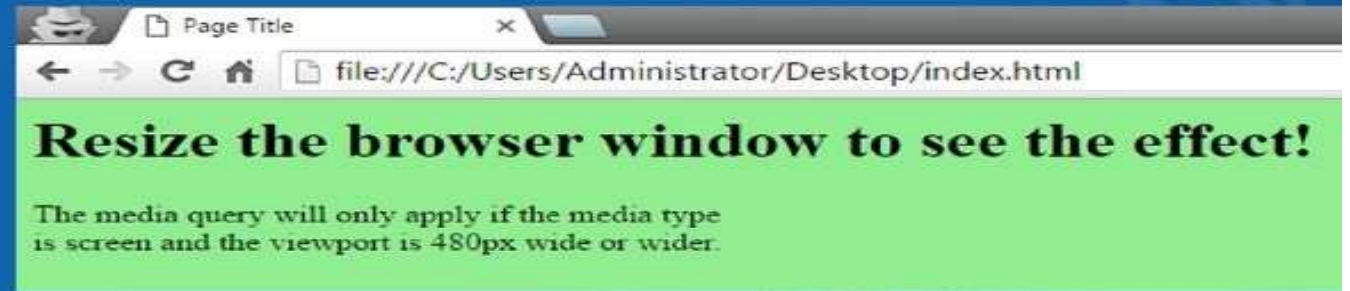 Page Title
file:///C:/Users/Administrator/Desktop/index.html
Resize the browser window to see the effect!
The media query will only apply if the media type
is screen and the viewport is 480px wide or wider.